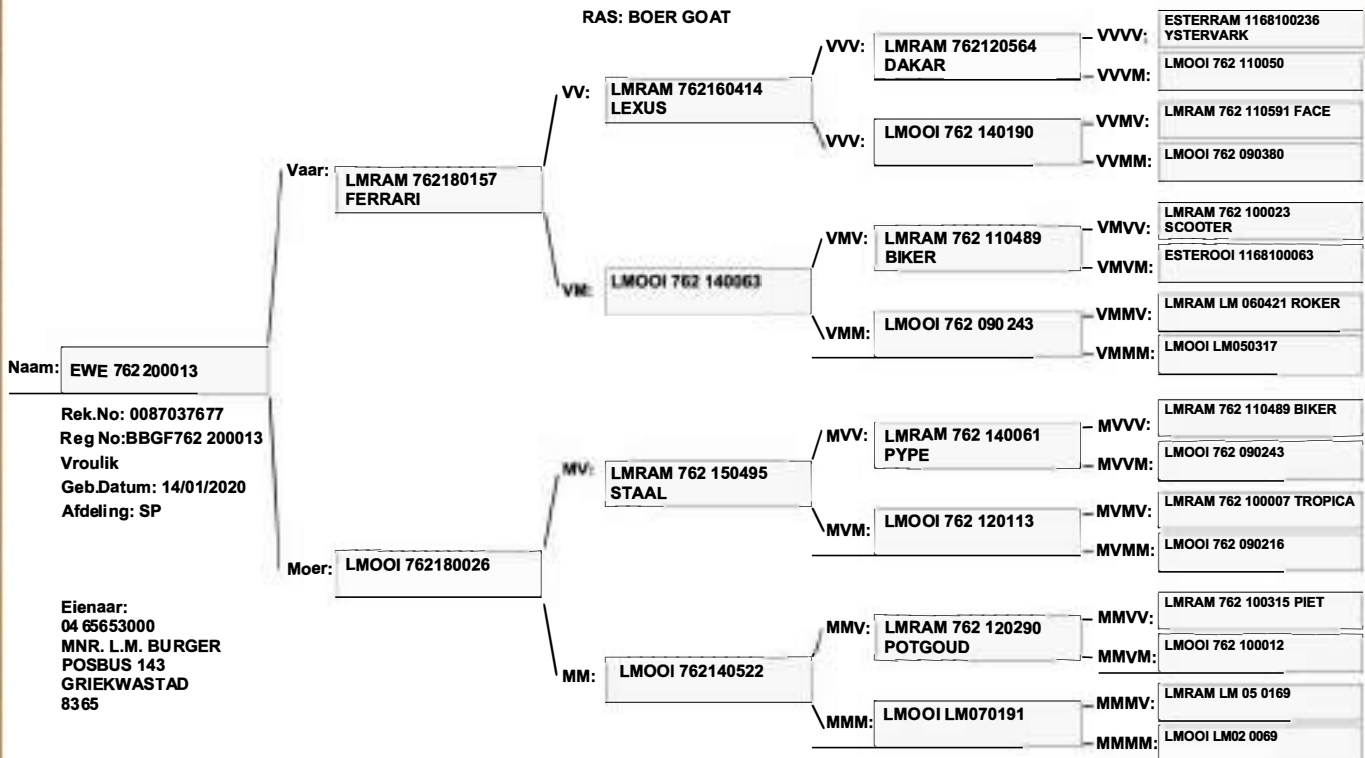 RAS: BOER GOAT
Naam: EWE 762 200013
Rek.No: 0087037677
Reg No:BBGF762 200013
Vroulik
Geb.Datum: 14/01/2020
Afdeling: SP
Eienaar:
04 65653000
MNR. L.M. BURGER
POSBUS 143
GRIEKWASTAD
8365
Vaar: LMRAM 762180157
FERRARI
Moer: LMOOI 762180026
VV: LMRAM 762160414
LEXUS
VM: LMOOI 762 140063
MV: LMRAM 762 150495
STAAL
MM: LMOOI 762140522
VVV: LMRAM 762120564
DAKAR
VVV: LMOOI 762 140190
VMV: LMRAM 762 110489
BIKER
VMM: LMOOI 762 090 243
MVV: LMRAM 762 140061
PYPE
MVM: LMOOI 762 120113
MMV: LMRAM 762 120290
POTGOUD
MMM: LMOOI LM070191
VVVV: ESTERRAM 1168100236
YSTERVARK
VVVM: LMOOI 762 110050
VVMV: LMRAM 762 110591 FACE
VVMM: LMOOI 762 090380
VMVV: LMRAM 762 100023
SCOOTER
VMVM: ESTEROOI 1168100063
VMMV: LMRAM LM 060421 ROKER
VMMM: LMOOI LM050317
MVVV: LMRAM 762 110489 BIKER
MVVM: LMOOI 762 090243
MVMV: LMRAM 762 100007 TROPICA
MVMM: LMOOI 762 090216
MMVV: LMRAM 762 100315 PIET
MMVM: LMOOI 762 100012
MMMV: LMRAM LM 05 0169
MMMM: LMOOI LM02 0069